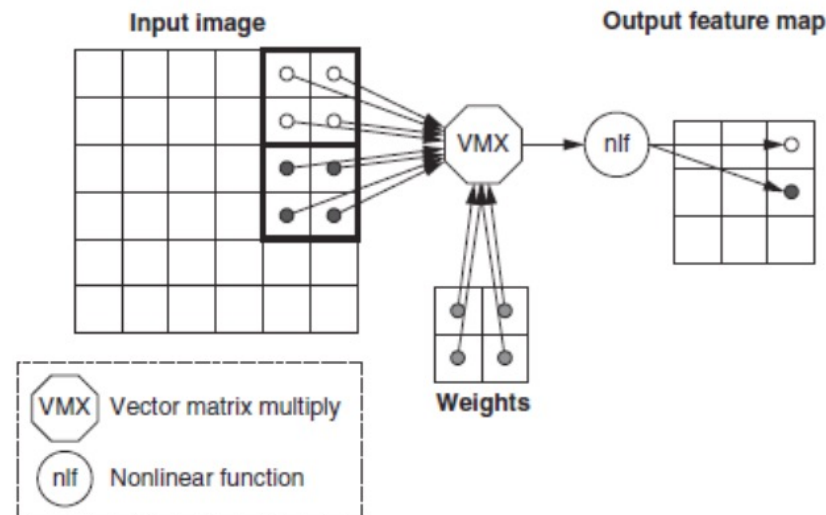 Input image
Output feature map
VMX
nlf
Weights
VMX Vector matrix multiply
nlf Nonlinear function